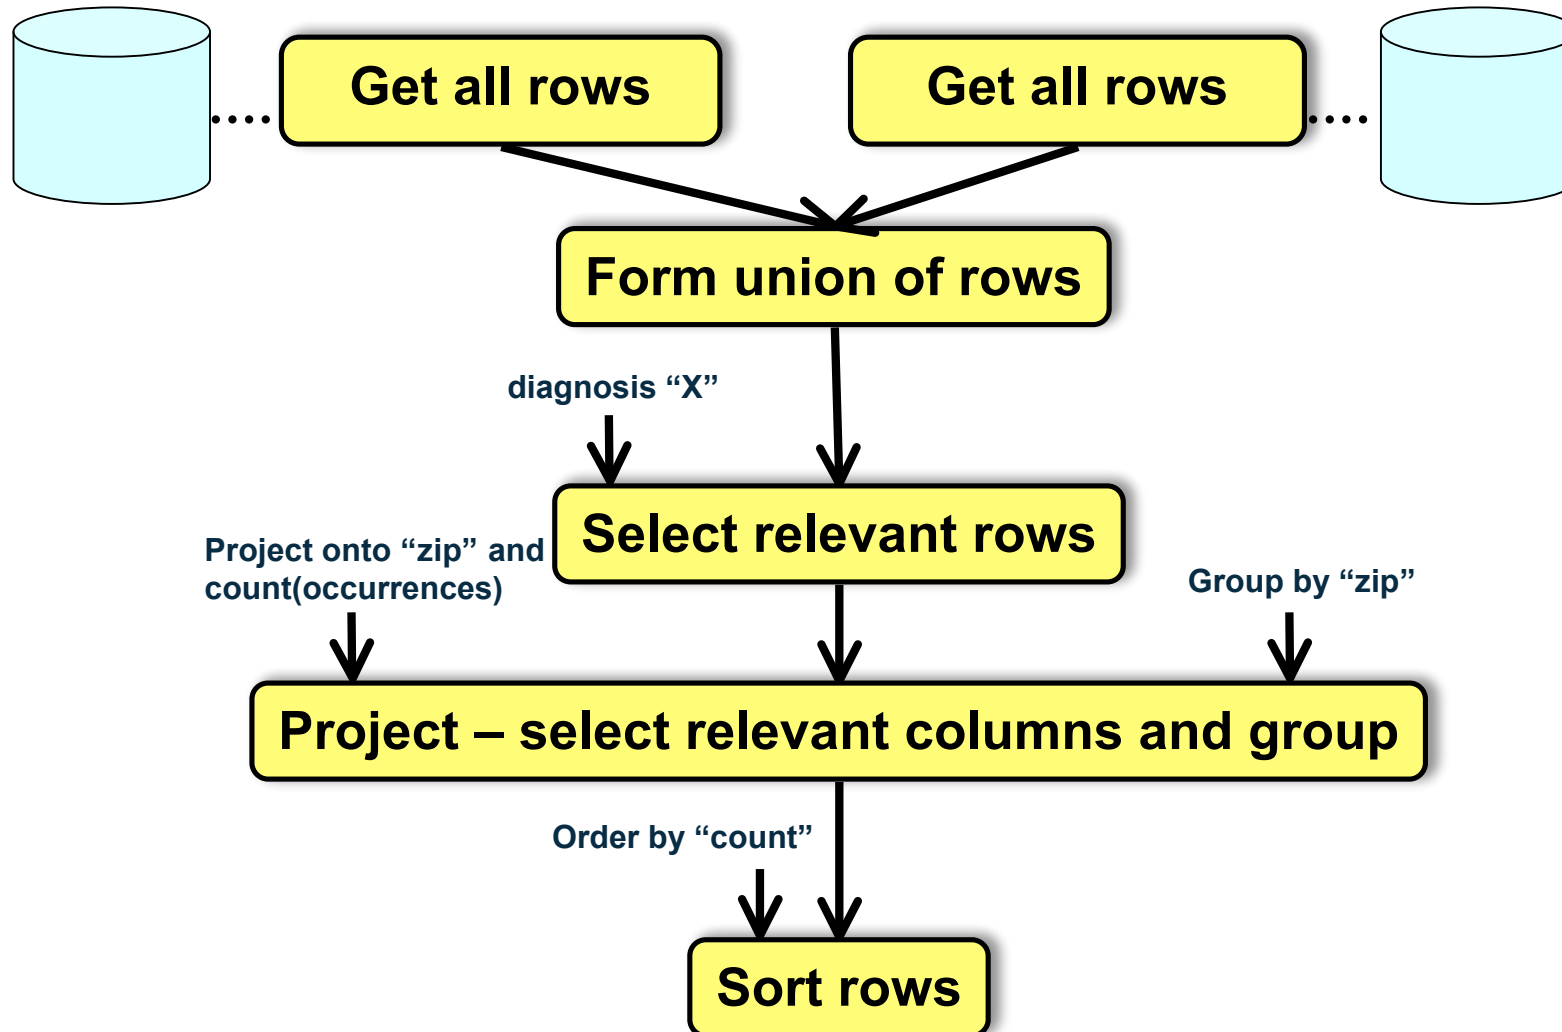 Get all rows
Get all rows
Form union of rows
diagnosis “X”
Select relevant rows
Project onto “zip” and
count(occurrences)
Group by “zip”
Project – select relevant columns and group
Order by “count”
Sort rows